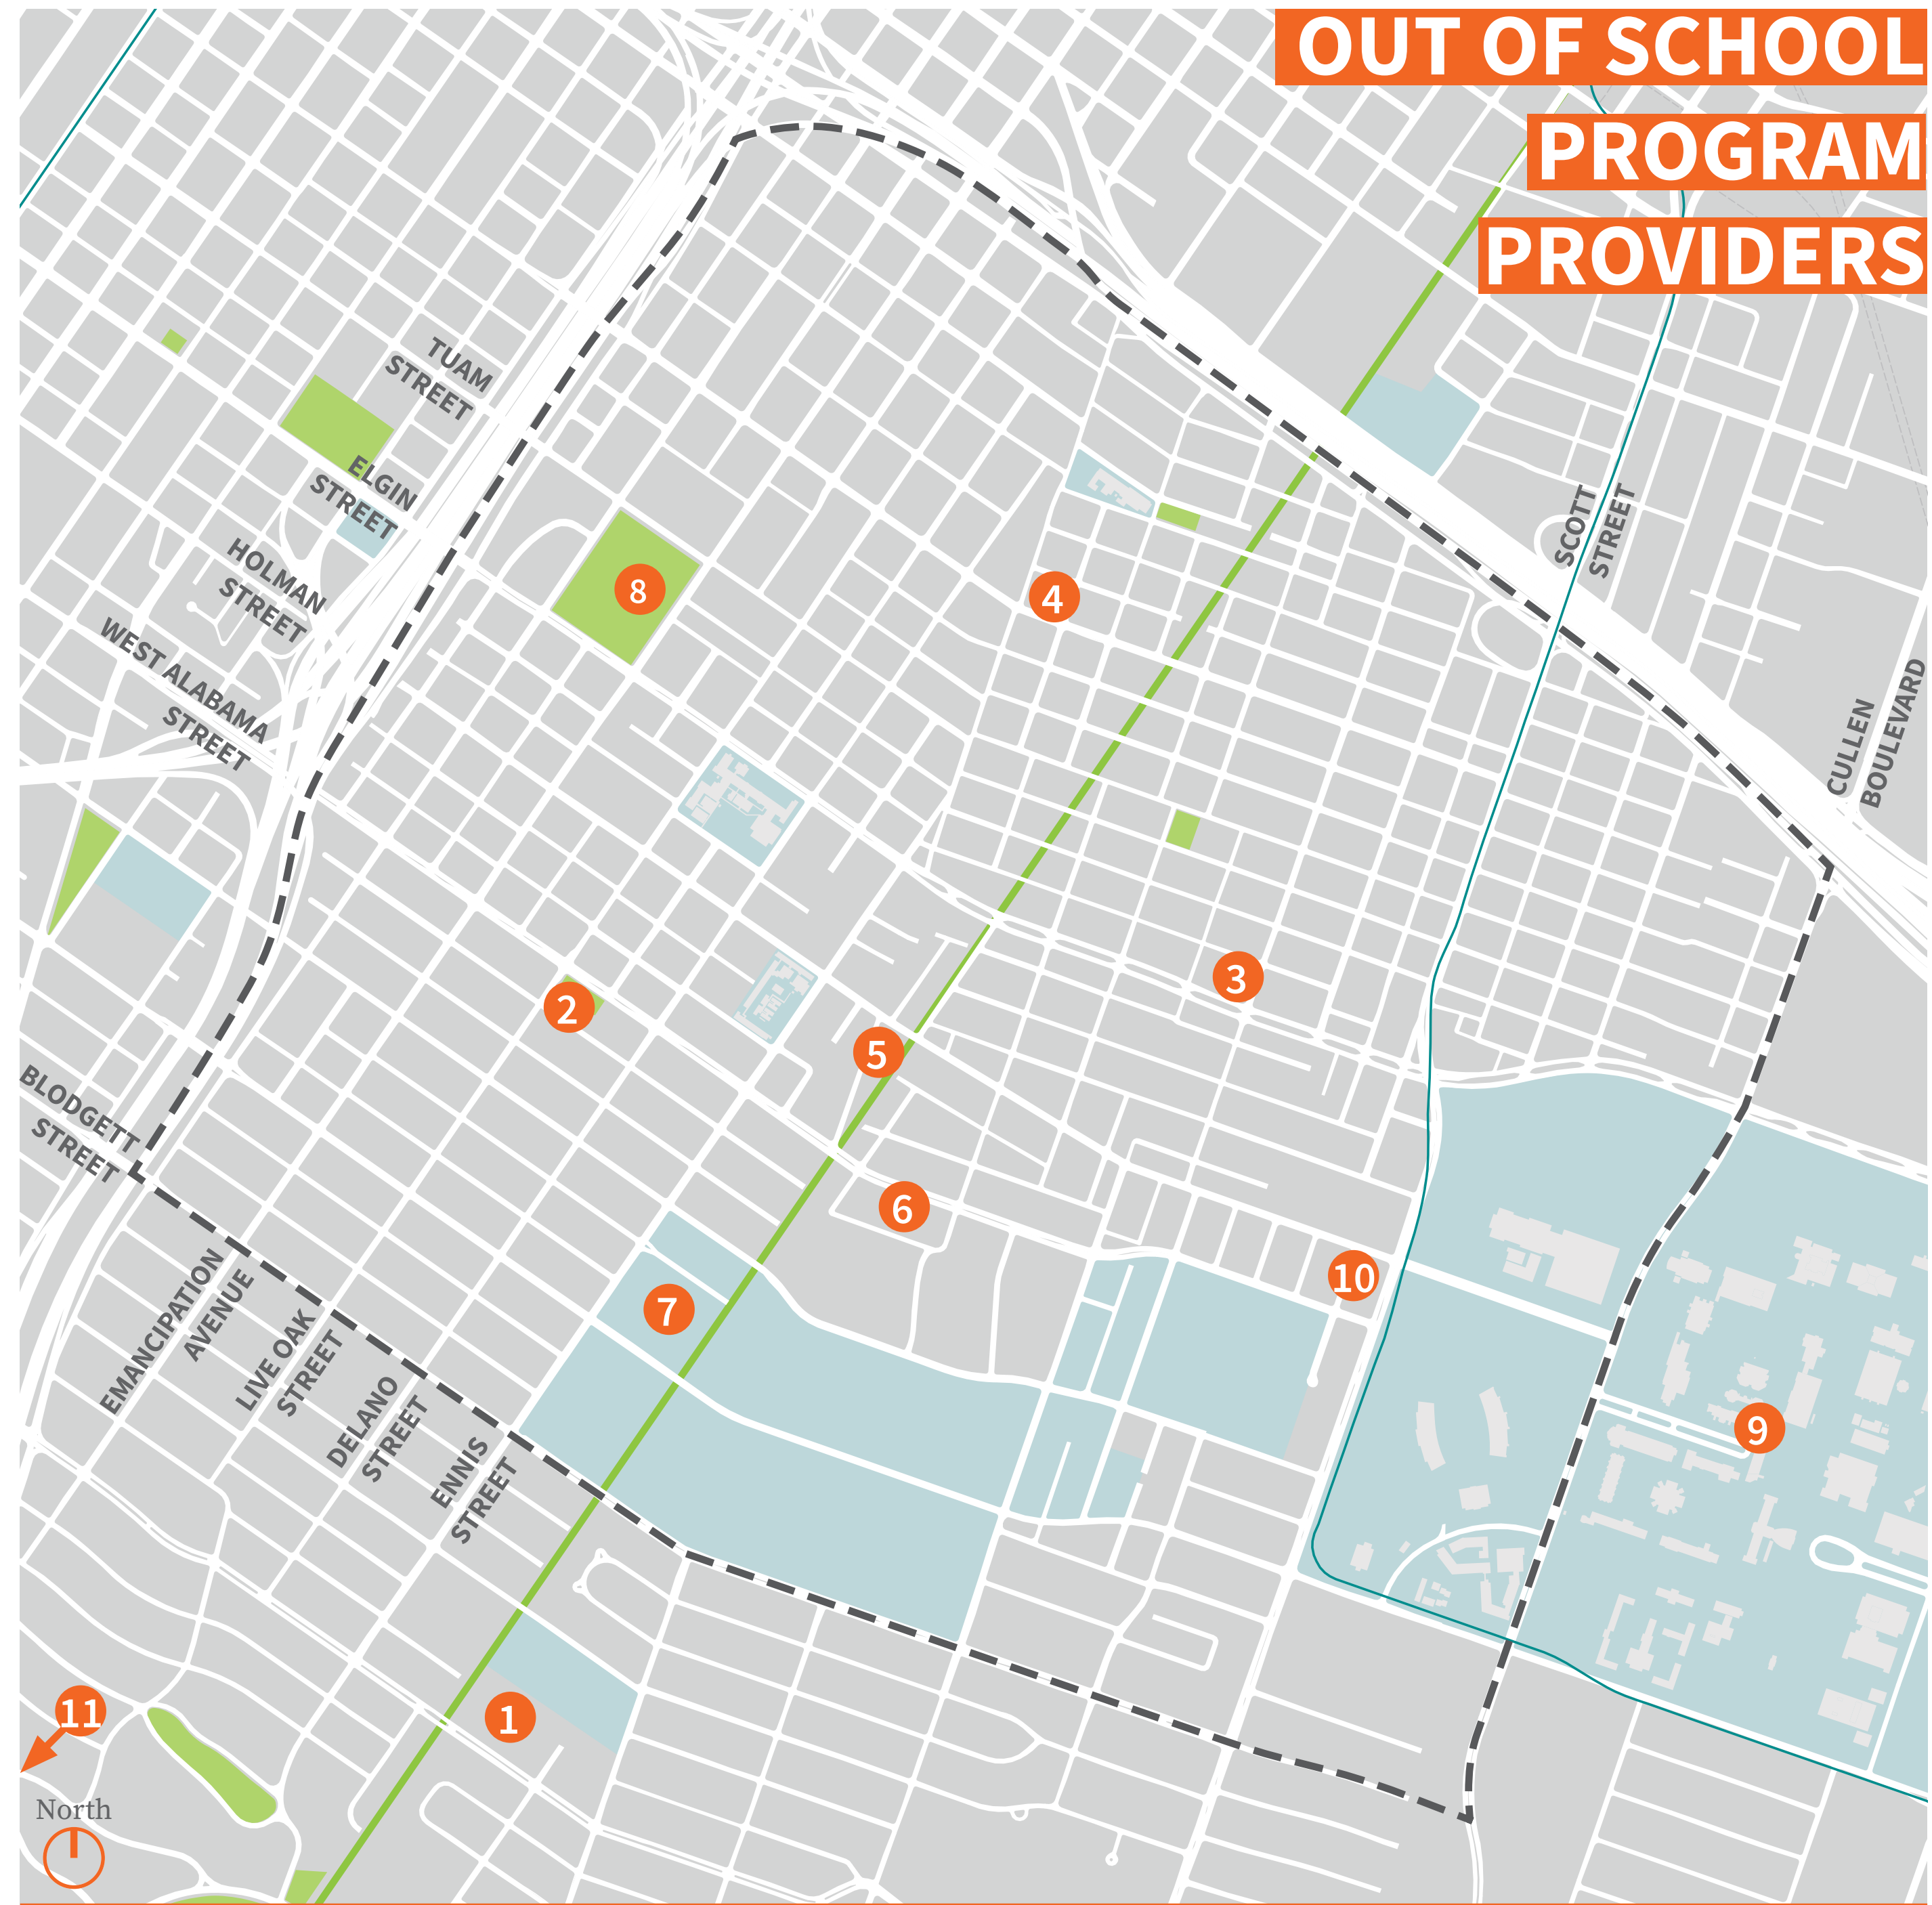 OUT OF SCHOOL
PROGRAM
PROVIDERS
TUAM
STREET
ELGIN
STREET
HOLMAN
STREET
WEST ALABAMA
STREET
SCOTT
STREET
8
4
CULLEN
BOULEVARD
3
2
5
BLODGETT
STREET
6
10
7
EMANCIPATION
AVENUE
LIVE OAK
STREET
DELANO
STREET
ENNIS
STREET
9
11
1
North